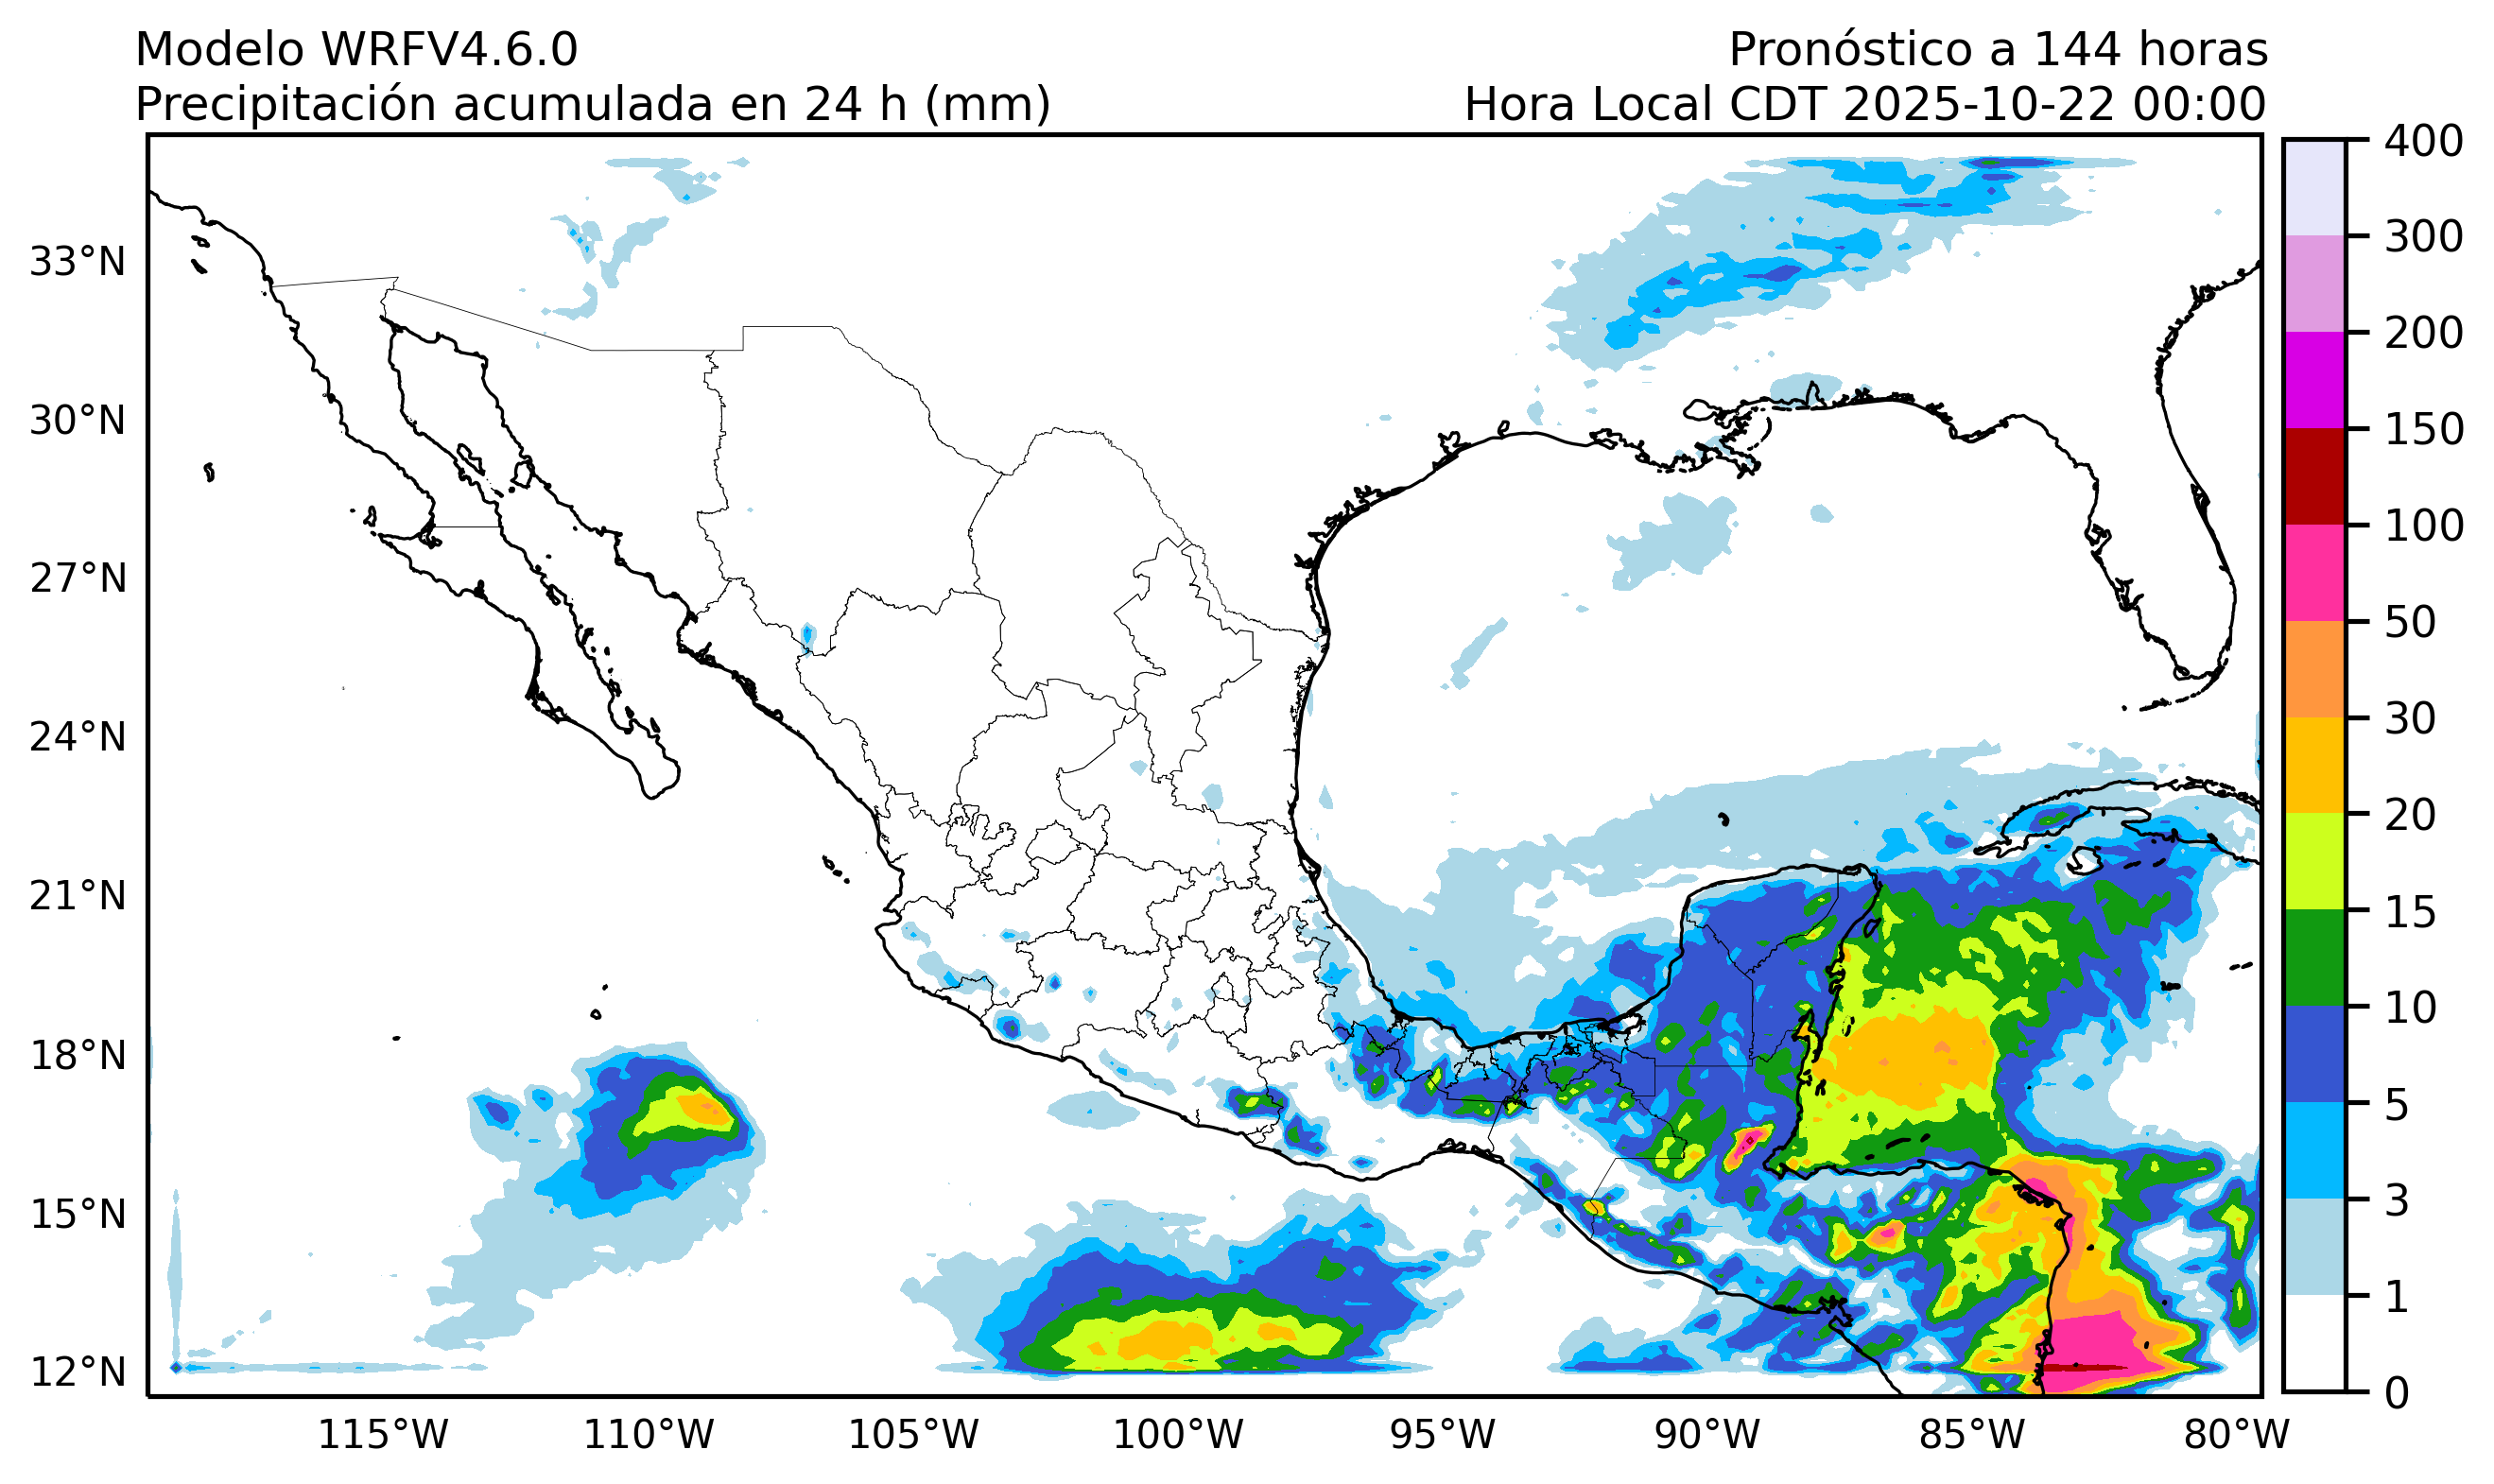 Modelo WRFV4.6.0
Pronóstico a 144 horas
Precipitación acumulada en 24 h (mm)
Hora Local CDT 2025-10-22 00:00
33°N
30°N
27°N
24°N
21°N
18°N
15°N
12°N
115°W
110°W
105°W
100°W
95°W
90°W
85°W
80°W
400
300
200
150
100
50
30
20
15
10
5
3
1
0